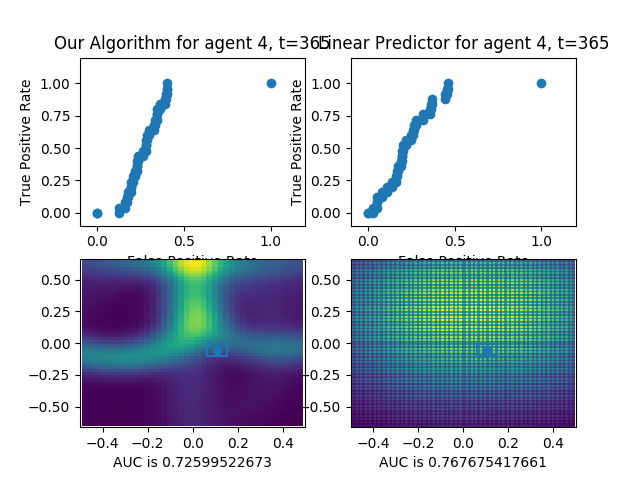 Our Algorithm for agent 4, t=365
Linear Predictor for agent 4, t=365
True Positive Rate
1.00
0.75
0.50
0.25
0.00
0.0 0.5 1.0
False Positive Rate
True Positive Rate
1.00
0.75
0.50
0.25
0.00
0.0 0.5 1.0
False Positive Rate
0.50
0.25
0.00
−0.25
−0.50
−0.4 −0.2 0.0 0.2 0.4
AUC is 0.72599522673
0.50
0.25
0.00
−0.25
−0.50
−0.4 −0.2 0.0 0.2 0.4
AUC is 0.767675417661